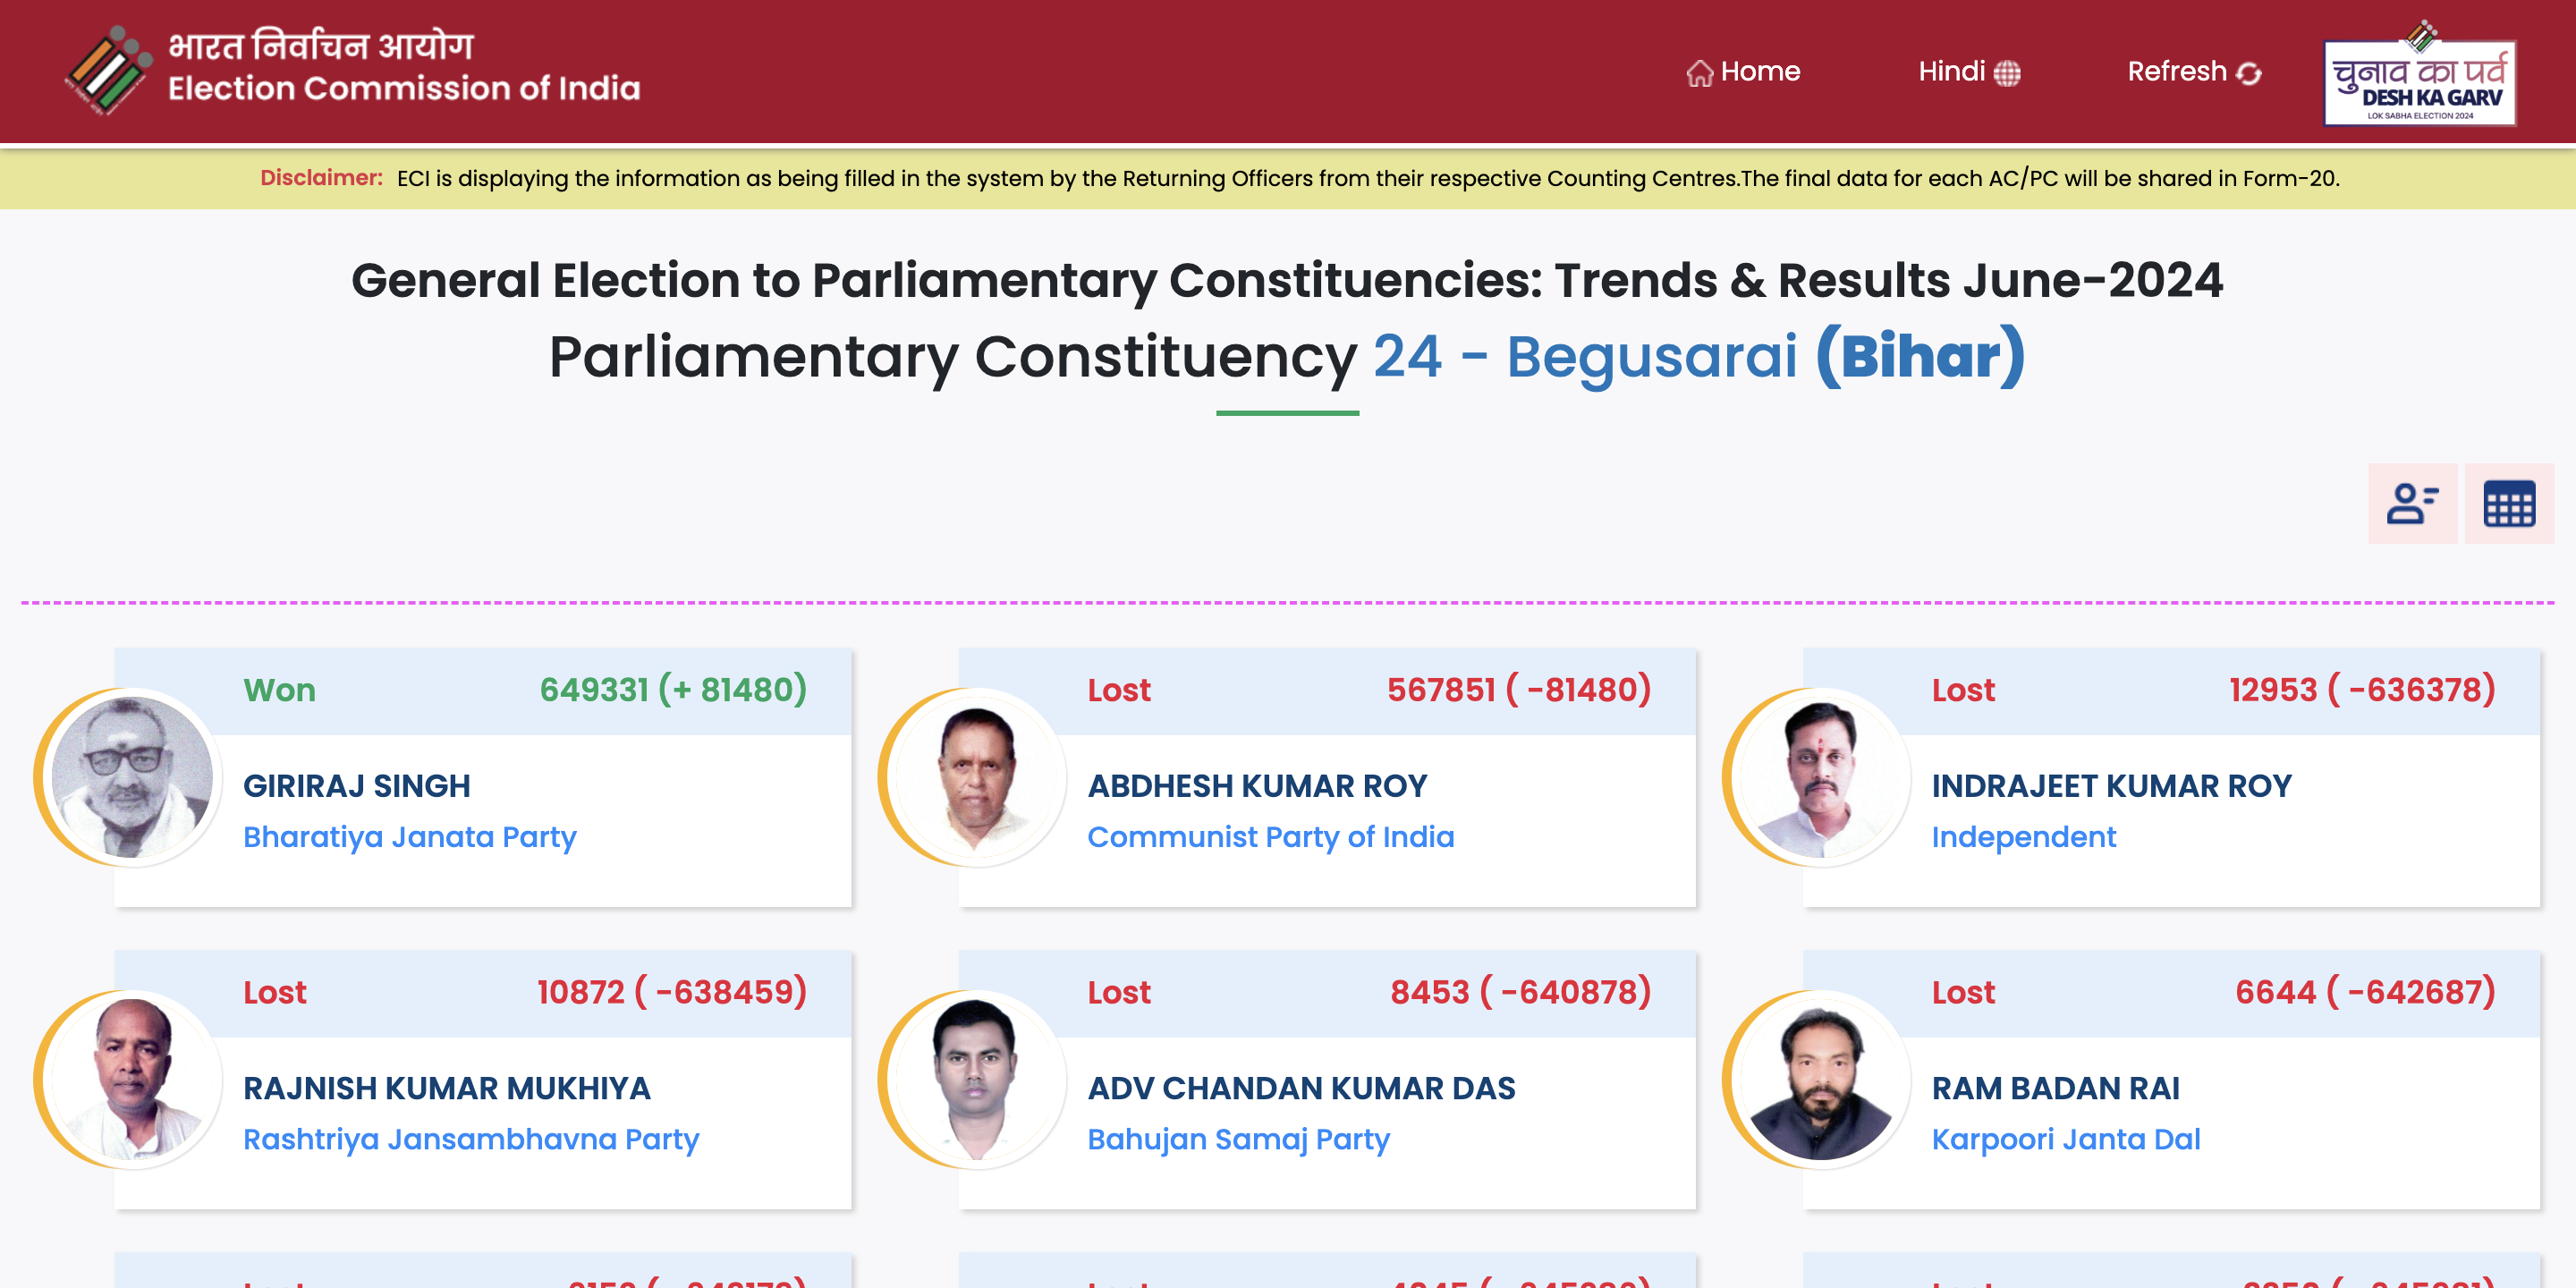 भारत निर्वाचन आयोग
Election Commission of India
Home
Hindi
Refresh
चुनाव का पर्व
DESH KA GARV
LOK SABHA ELECTION 2024
Disclaimer: ECI is displaying the information as being filled in the system by the Returning Officers from their respective Counting Centres.The final data for each AC/PC will be shared in Form-20.
General Election to Parliamentary Constituencies: Trends & Results June-2024
Parliamentary Constituency 24 - Begusarai (Bihar)
Won 649331 (+ 81480)
GIRIRAJ SINGH
Bharatiya Janata Party
Lost 567851 ( -81480)
ABDHESH KUMAR ROY
Communist Party of India
Lost 12953 ( -636378)
INDRAJEET KUMAR ROY
Independent
Lost 10872 ( -638459)
RAJNISH KUMAR MUKHIYA
Rashtriya Jansambhavna Party
Lost 8453 ( -640878)
ADV CHANDAN KUMAR DAS
Bahujan Samaj Party
Lost 6644 ( -642687)
RAM BADAN RAI
Karpoori Janta Dal